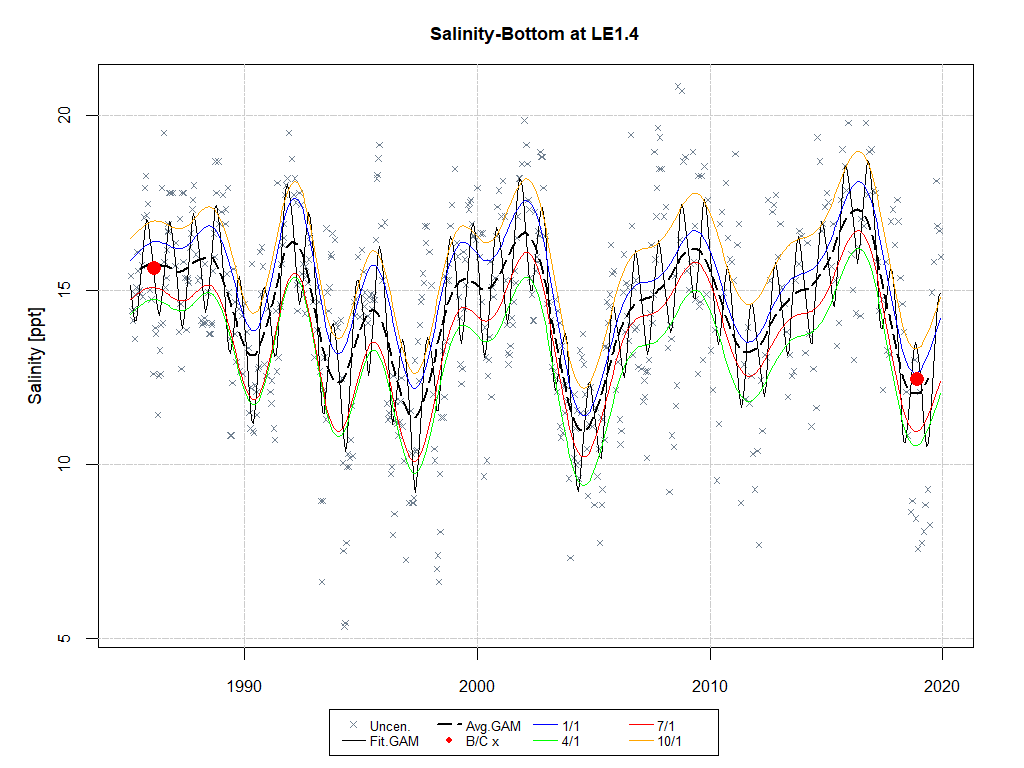 Salinity-Bottom at LE1.4
20
15
10
5
Salinity [ppt]
1990
2000
2010
2020
Uncen.
Avg.GAM
1/1
7/1
Fit.GAM
B/C x
4/1
10/1